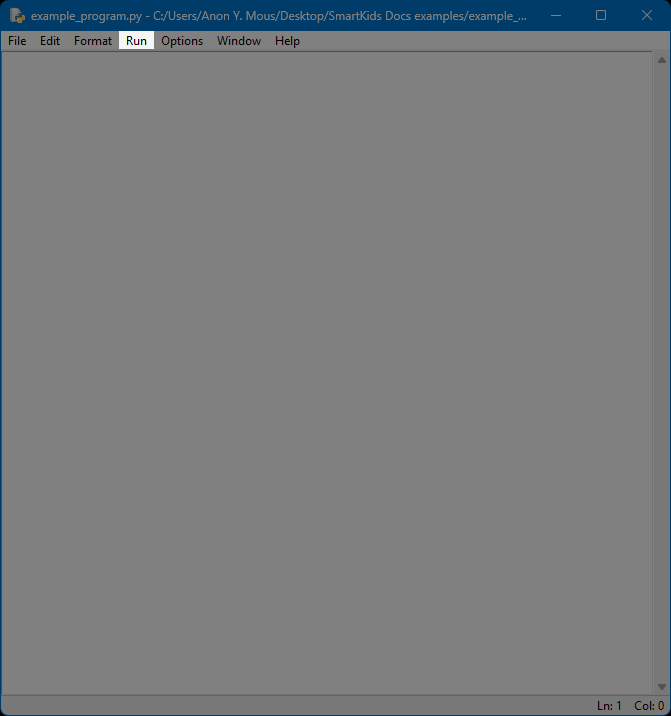 example_program.py - C:/Users/Anon Y. Mous/Desktop/SmartKids Docs examples/example_...
File Edit Format Run Options Window Help
Ln: 1 Col: 0